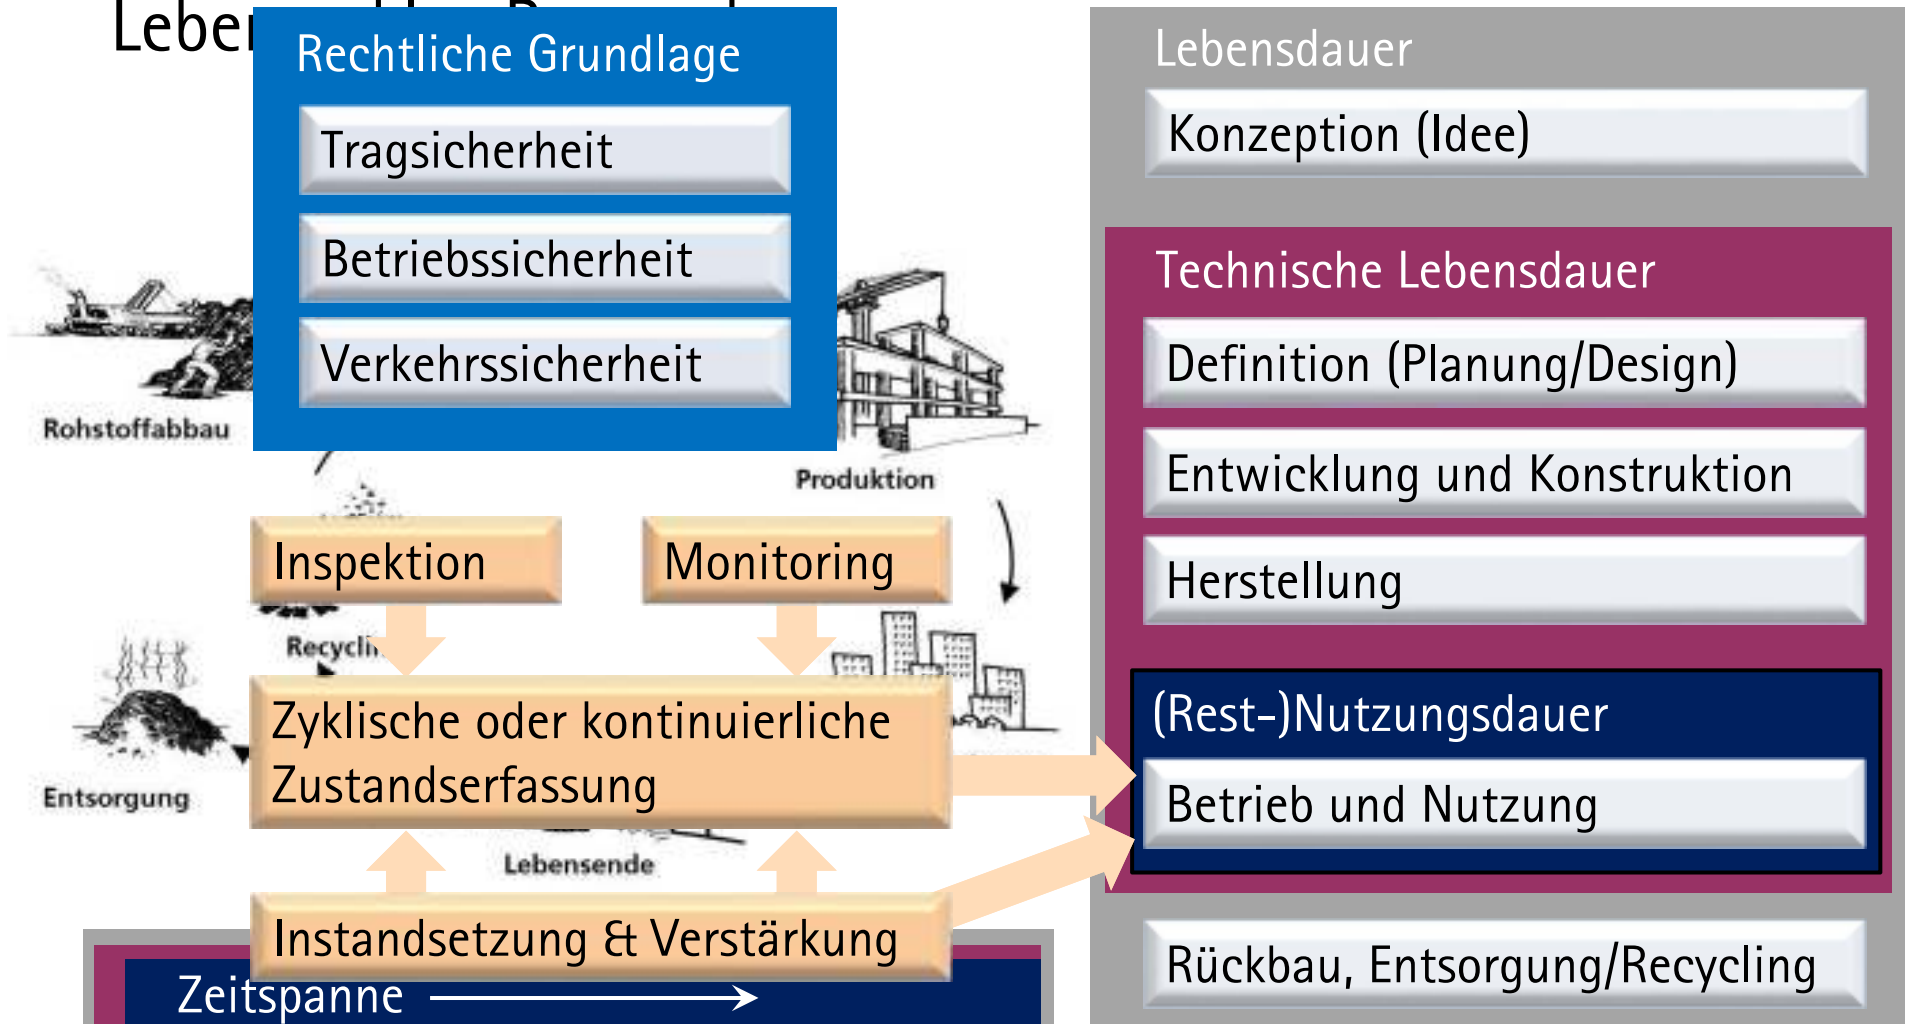 Rechtliche Grundlage
Tragsicherheit
Betriebssicherheit
Verkehrssicherheit
Rohstoffabbau
Produktion
Inspektion
Monitoring
Zyklische oder kontinuierliche
Zustandserfassung
Entsorgung
Lebensende
Instandsetzung & Verstärkung
Zeitspanne
Lebensdauer
Konzeption (Idee)
Technische Lebensdauer
Definition (Planung/Design)
Entwicklung und Konstruktion
Herstellung
(Rest-)Nutzungsdauer
Betrieb und Nutzung
Rückbau, Entsorgung/Recycling